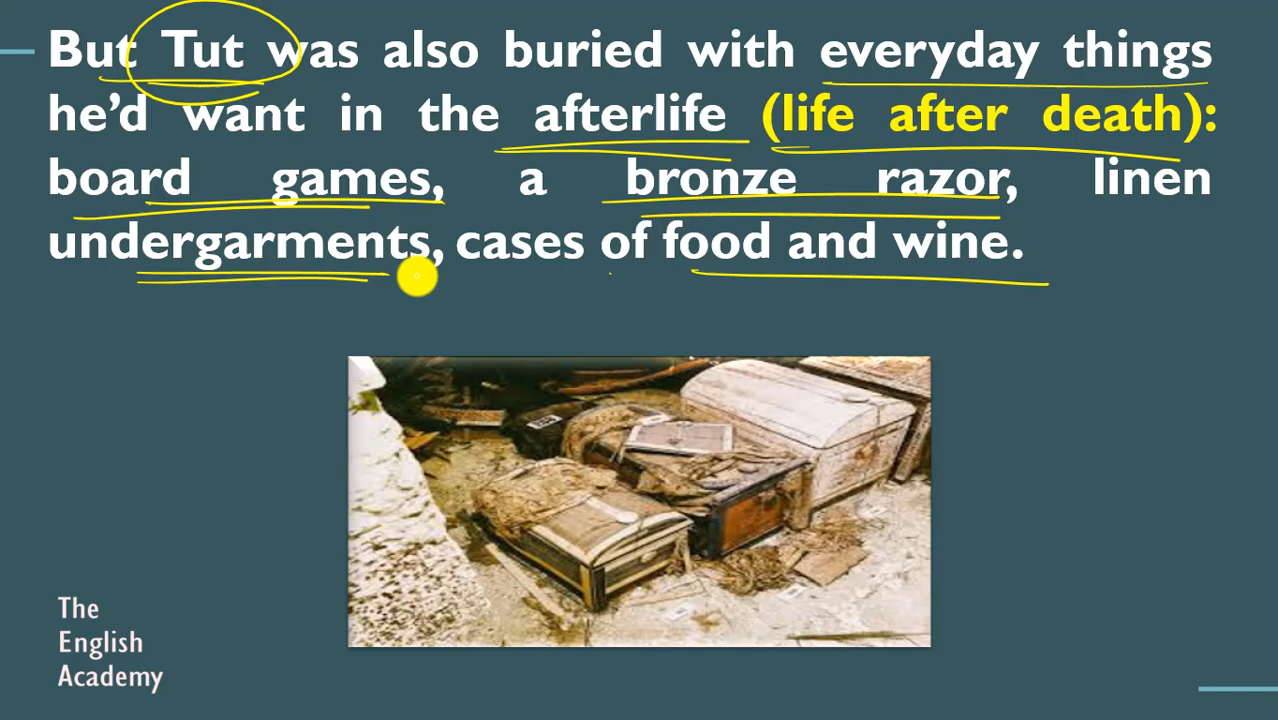 But Tut was also buried with everyday things
he’d want in the afterlife (life after death):
board games, a bronze razor, linen
undergarments, cases of food and wine.
The
English
Academy